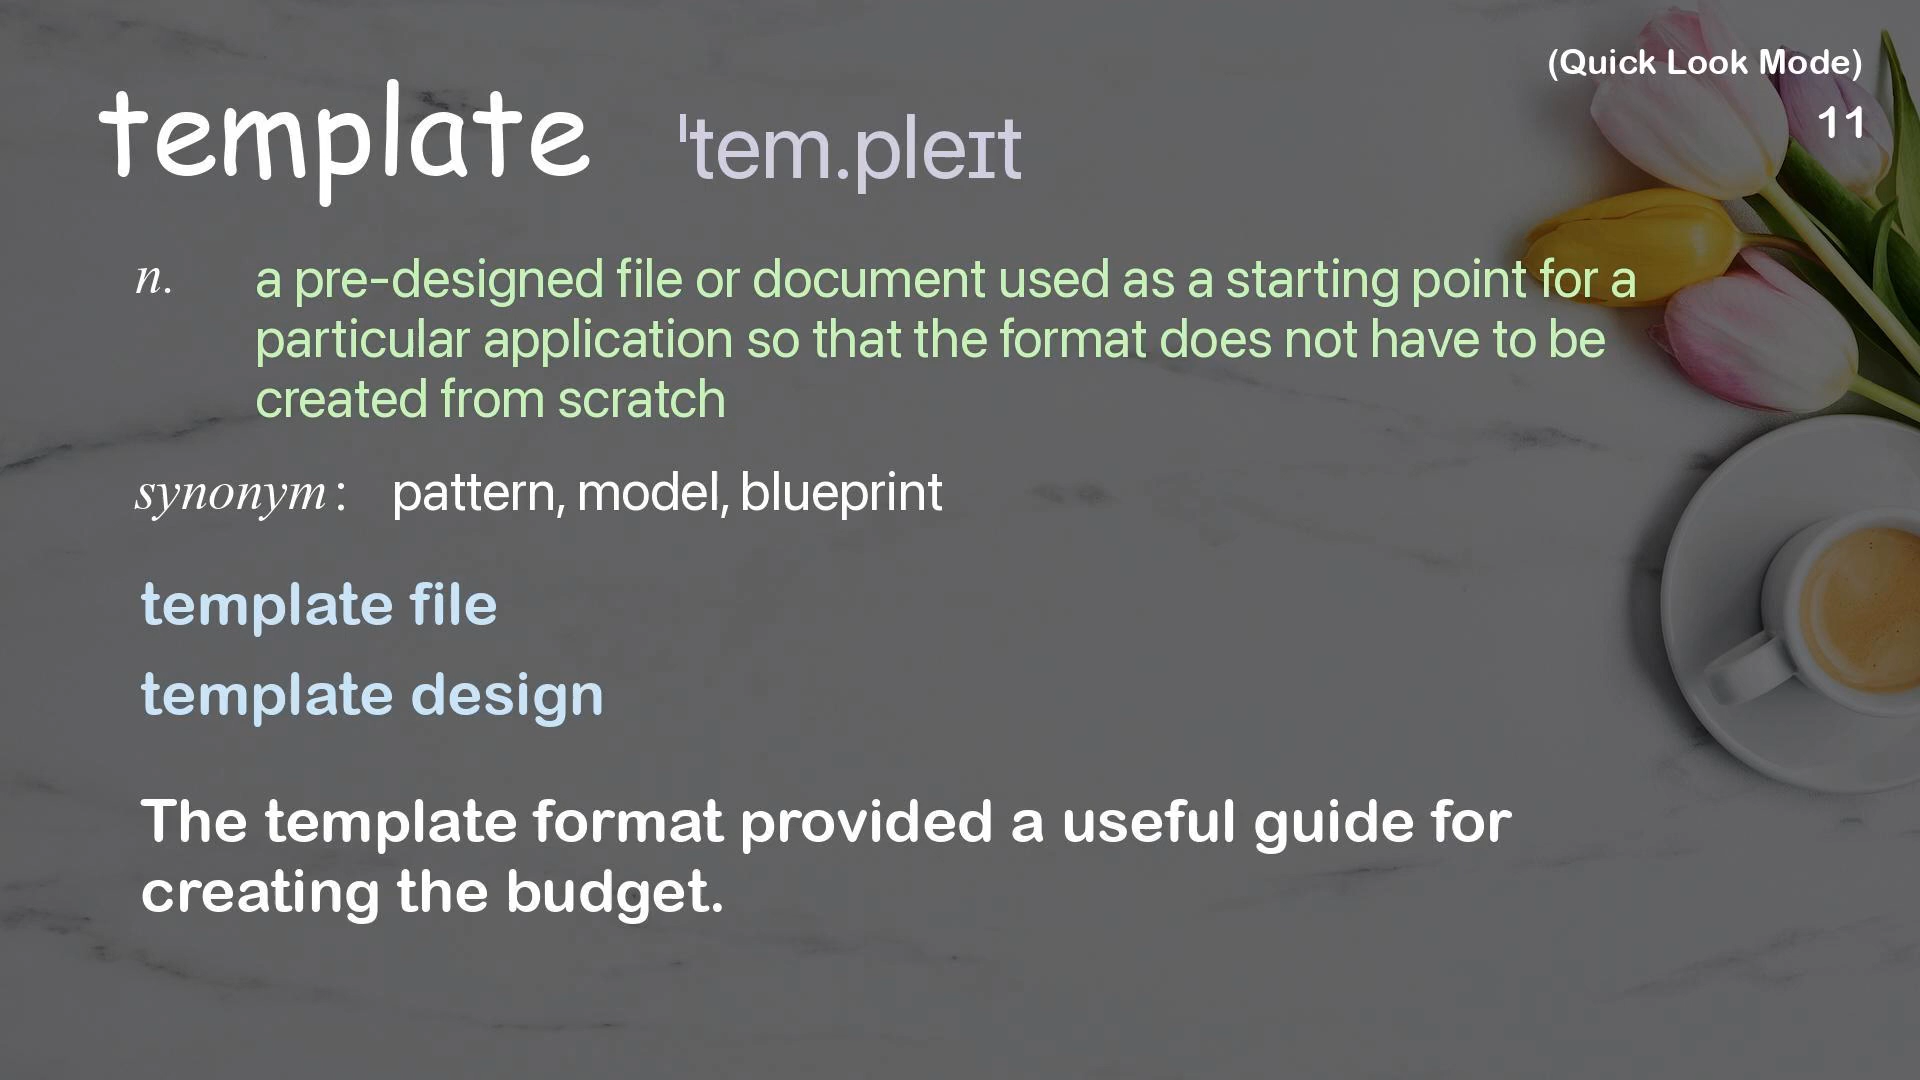 (Quick Look Mode)
11
template ˈtem.pleɪt
n. a pre-designed file or document used as a starting point for a
particular application so that the format does not have to be
created from scratch
synonym: pattern, model, blueprint
template file
template design
The template format provided a useful guide for
creating the budget.